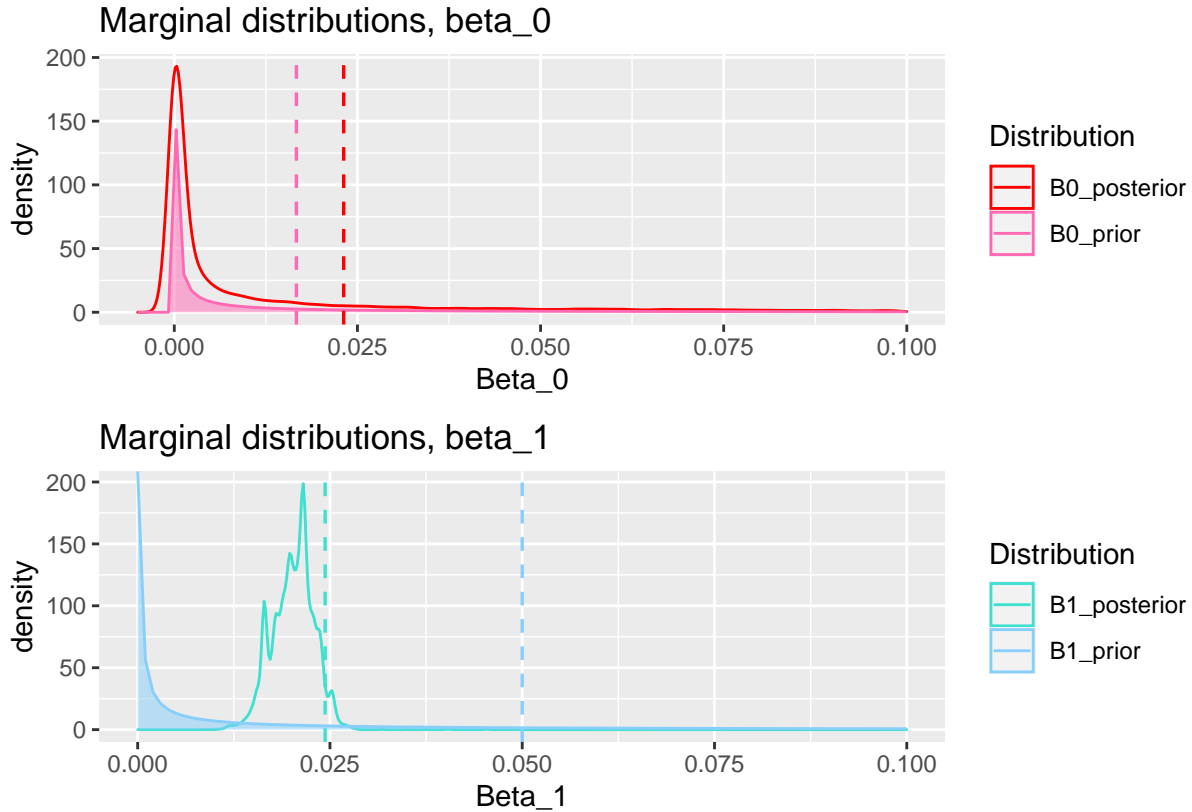 Marginal distributions, beta_0
200
150
100
50
0
density
0.000 0.025 0.050 0.075 0.100
Beta_0
Distribution
B0_posterior
B0_prior
Marginal distributions, beta_1
200
150
100
50
0
density
0.000 0.025 0.050 0.075 0.100
Beta_1
Distribution
B1_posterior
B1_prior